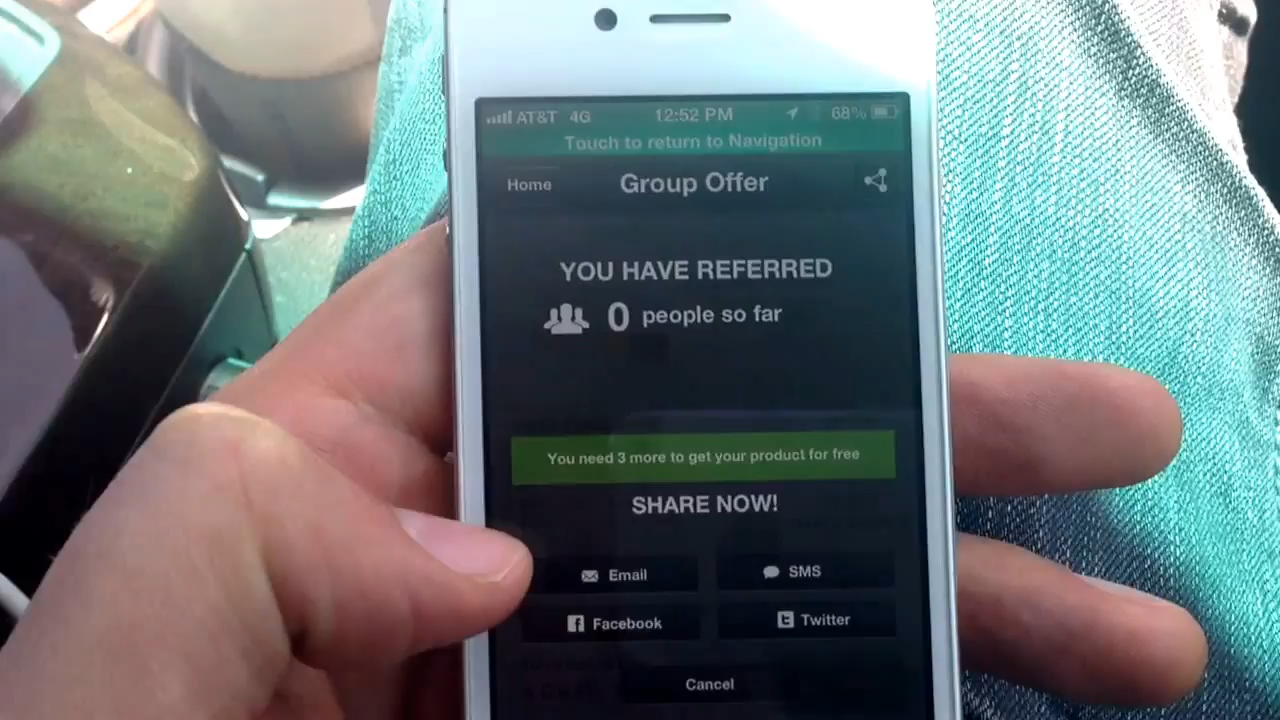 AT&T 4G 12:52 PM 68%
Touch to return to Navigation
Home Group Offer
YOU HAVE REFERRED
0 people so far
You need 3 more to get your product for free
SHARE NOW!
Email SMS
Facebook Twitter
Cancel